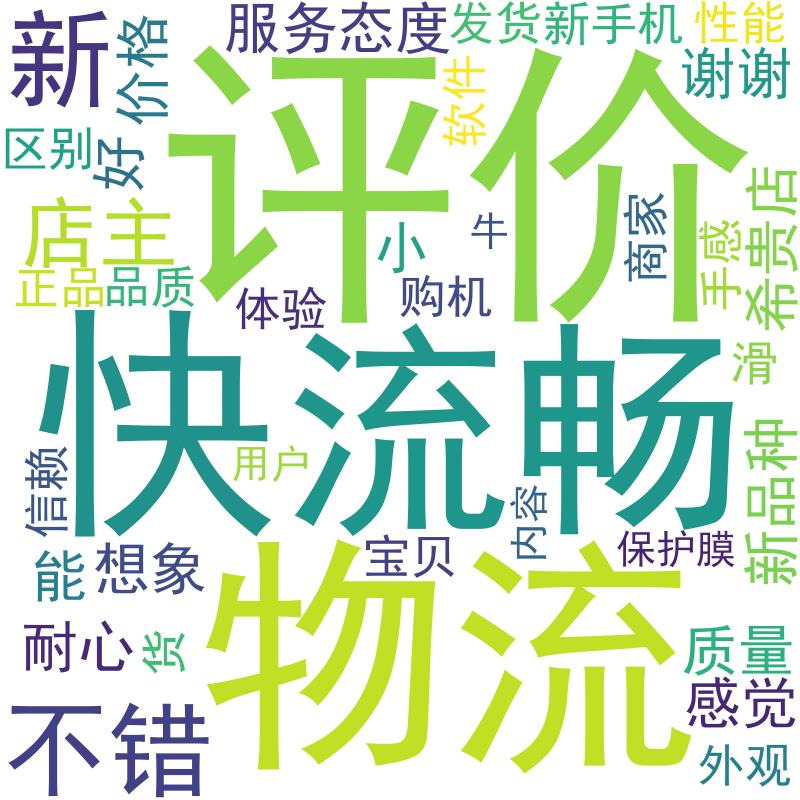 新
价格
服务态度
发货新手机
性能
谢谢
软件
评价
区别
好
店主
小
牛
商家
手感
希贵店
正品
品质
体验
购机
快流畅
滑
信赖
用户
内容
新品种
能
想象
宝贝
保护膜
物流
耐心
货
质量
感觉
不错
外观